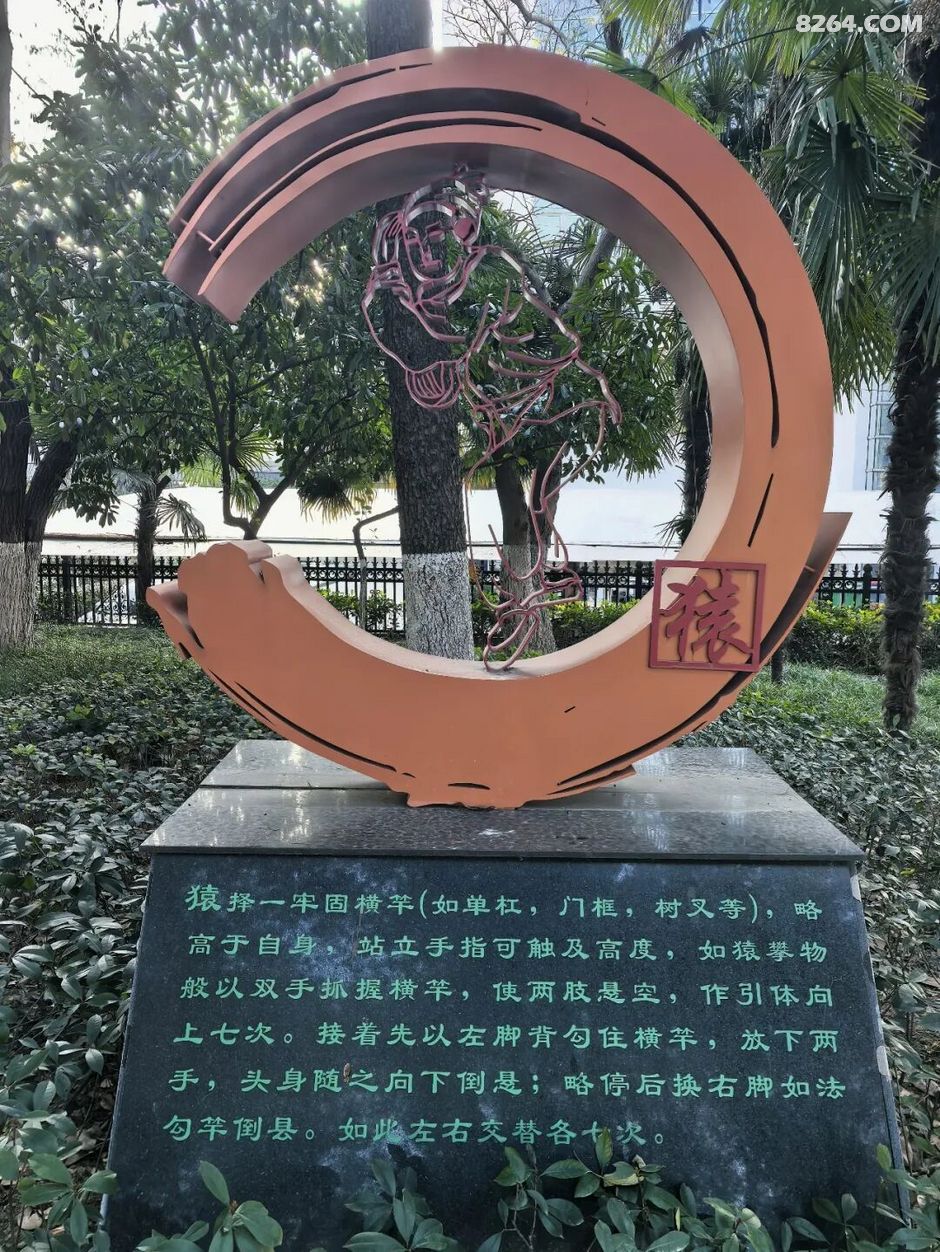 8264.COM
猿
猿择一牢固横竿(如单杠，门框，树叉等)，略
高于自身，站立手指可触及高度，如猿攀物
般以双手抓握横竿，使两肢悬空，作引体向
上七次。接着先以左脚背勾住横竿，放下两
手，头身随之向下倒悬；略停后换右脚如法
勾竿倒县。如此左右交替各七次。